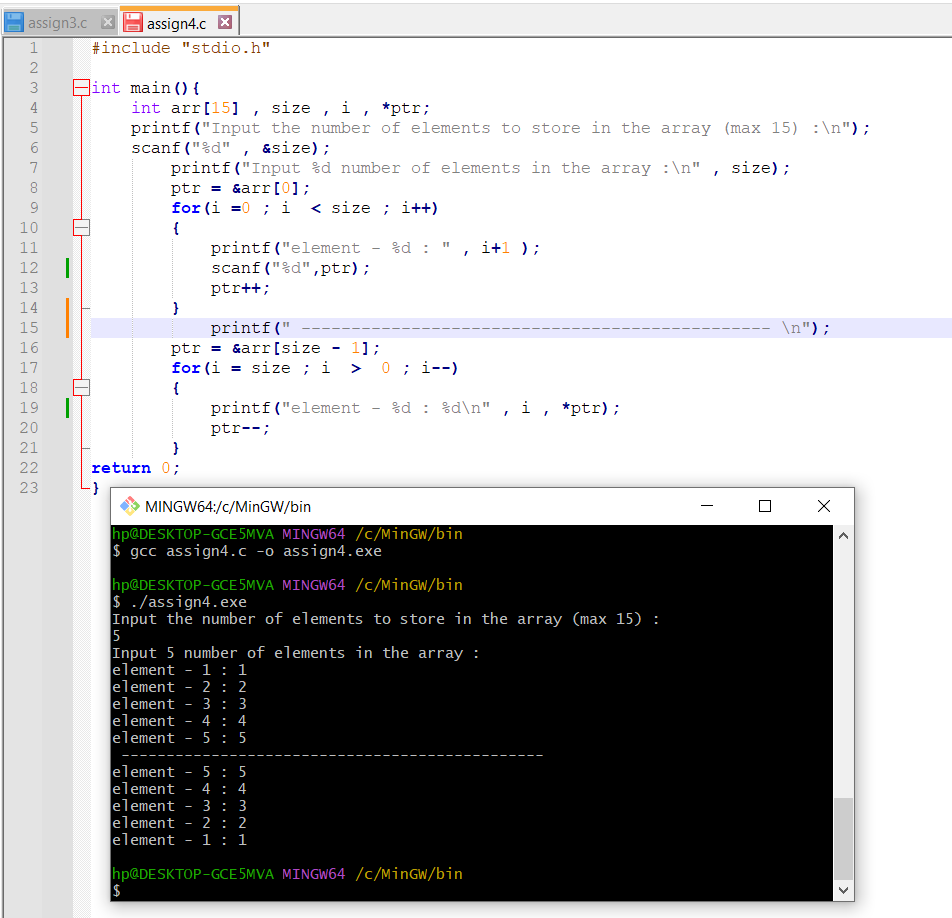 assign3.c assign4.c
1 #include "stdio.h"
2
3 int main(){
4 int arr[15] , size , i , *ptr;
5 printf("Input the number of elements to store in the array (max 15) :\n");
6 scanf("%d" , &size);
7 printf("Input %d number of elements in the array :\n" , size);
8 ptr = &arr[0];
9 for(i =0 ; i  < size ; i++)
10 {
11 printf("element - %d : " , i+1 );
12 scanf("%d",ptr);
13 ptr++;
14 }
15 printf(" ----------------------------------------------- \n");
16 ptr = &arr[size - 1];
17 for(i = size ; i  >  0 ; i--)
18 {
19 printf("element - %d : %d\n" , i , *ptr);
20 ptr--;
21 }
22 return 0;
23 }
MINGW64:/c/MinGW/bin
hp@DESKTOP-GCE5MVA MINGW64 /c/MinGW/bin
$ gcc assign4.c -o assign4.exe
hp@DESKTOP-GCE5MVA MINGW64 /c/MinGW/bin
$ ./assign4.exe
Input the number of elements to store in the array (max 15) :
5
Input 5 number of elements in the array :
element - 1 : 1
element - 2 : 2
element - 3 : 3
element - 4 : 4
element - 5 : 5
-----------------------------------------------
element - 5 : 5
element - 4 : 4
element - 3 : 3
element - 2 : 2
element - 1 : 1
hp@DESKTOP-GCE5MVA MINGW64 /c/MinGW/bin
$